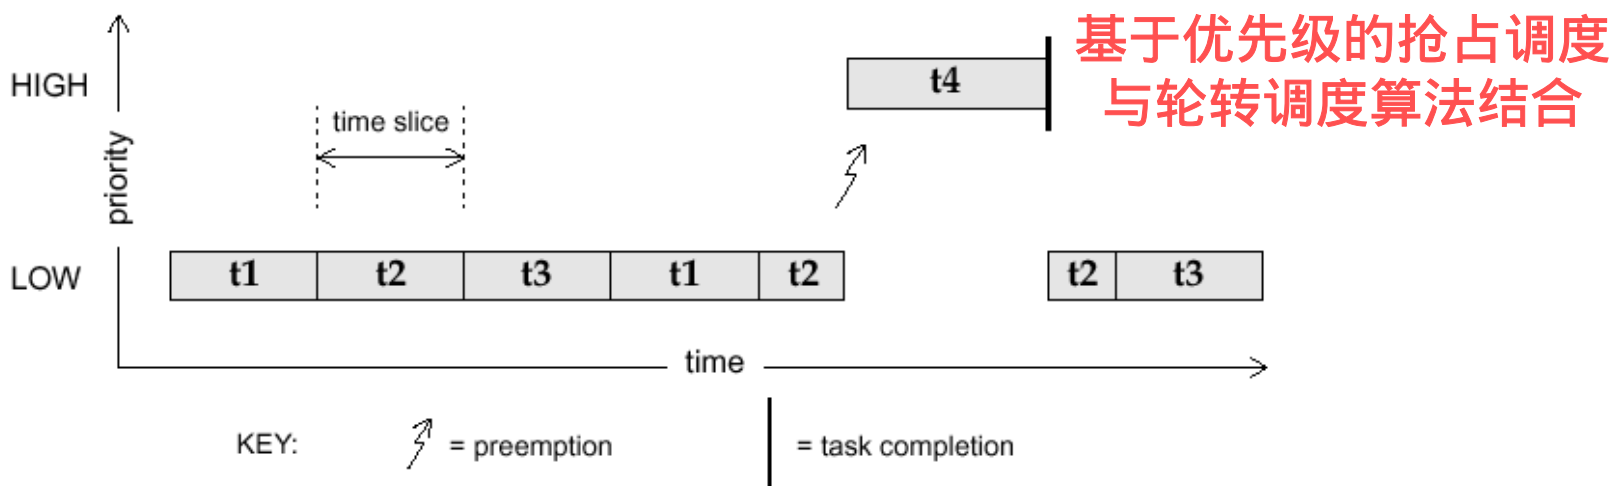 基于优先级的抢占调度
与轮转调度算法结合
HIGH
t4
time slice
priority
LOW
t1 t2 t3 t1 t2 t2 t3
time
KEY: = preemption = task completion